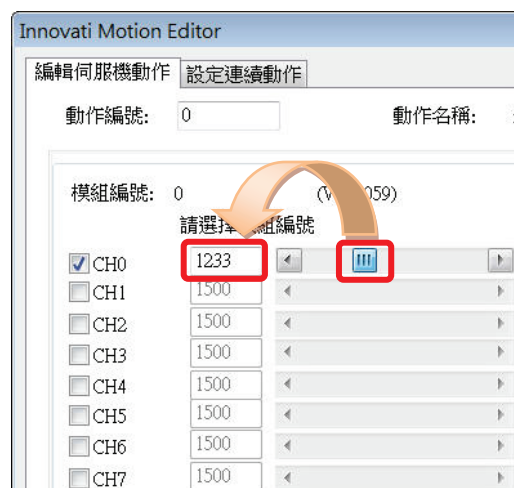 Innovati Motion Editor
編輯伺服機動作 設定連續動作
動作編號: 0 動作名稱:
模組編號: 0 059)
請選擇 組編號
CH0 1233
CH1 1500
CH2 1500
CH3 1500
CH4 1500
CH5 1500
CH6 1500
CH7 1500